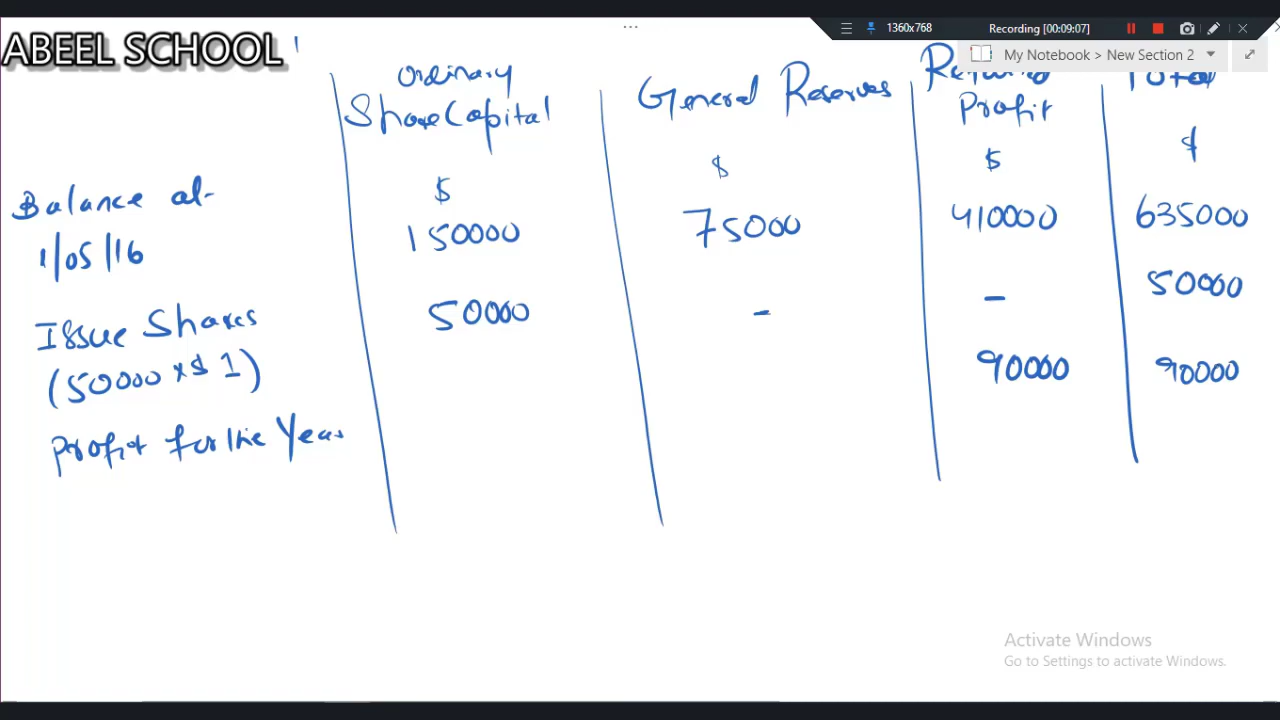 1360x768
Recording [00:09:07]
ABEEL SCHOOL
My Notebook > New Section 2
Ordinary
Share Capital
General Reserves
Profit
Total
$
$
$
$
Balance at
1/05/16
150000
75000
410000
635000
Issue Shares
(50000 x $ 1)
50000
-
-
50000
Profit for the Year
90000
90000
Activate Windows
Go to Settings to activate Windows.